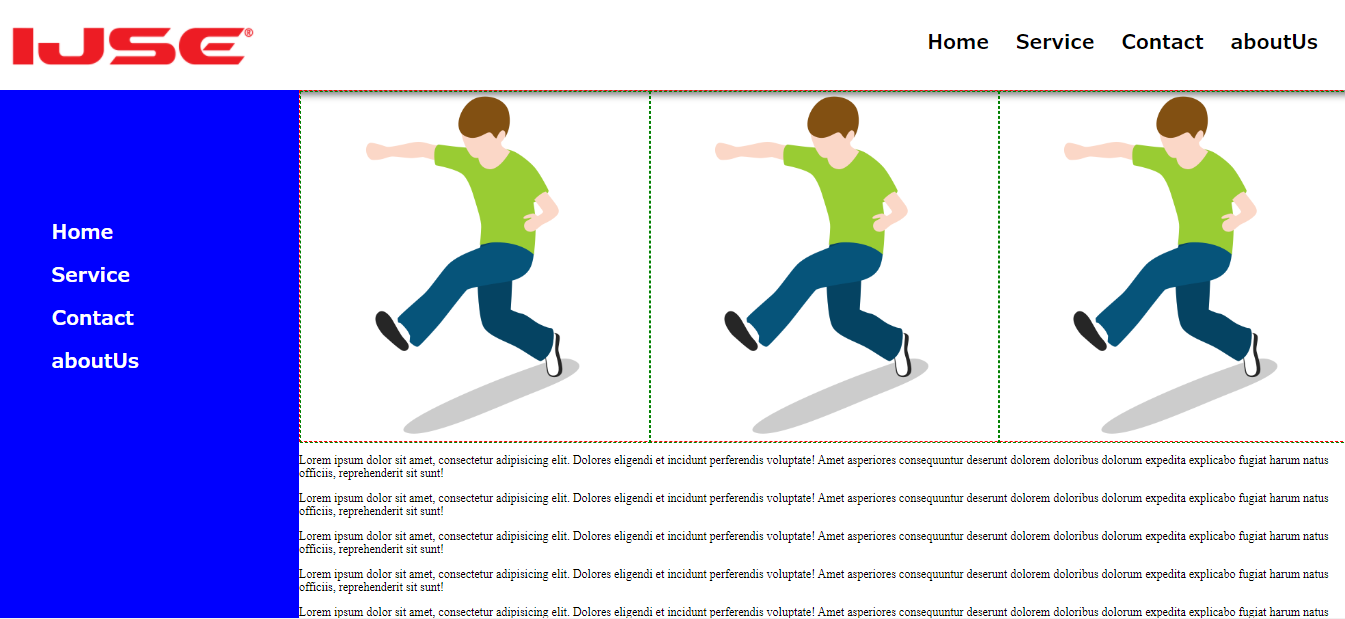 IJSE®
Home Service Contact aboutUs
Home
Service
Contact
aboutUs
Lorem ipsum dolor sit amet, consectetur adipisicing elit. Dolores eligendi et incidunt perferendis voluptate! Amet asperiores consequuntur deserunt dolorem doloribus dolorum expedita explicabo fugiat harum natus
officiis, reprehenderit sit sunt!
Lorem ipsum dolor sit amet, consectetur adipisicing elit. Dolores eligendi et incidunt perferendis voluptate! Amet asperiores consequuntur deserunt dolorem doloribus dolorum expedita explicabo fugiat harum natus
officiis, reprehenderit sit sunt!
Lorem ipsum dolor sit amet, consectetur adipisicing elit. Dolores eligendi et incidunt perferendis voluptate! Amet asperiores consequuntur deserunt dolorem doloribus dolorum expedita explicabo fugiat harum natus
officiis, reprehenderit sit sunt!
Lorem ipsum dolor sit amet, consectetur adipisicing elit. Dolores eligendi et incidunt perferendis voluptate! Amet asperiores consequuntur deserunt dolorem doloribus dolorum expedita explicabo fugiat harum natus
officiis, reprehenderit sit sunt!
Lorem ipsum dolor sit amet, consectetur adipisicing elit. Dolores eligendi et incidunt perferendis voluptate! Amet asperiores consequuntur deserunt dolorem doloribus dolorum expedita explicabo fugiat harum natus